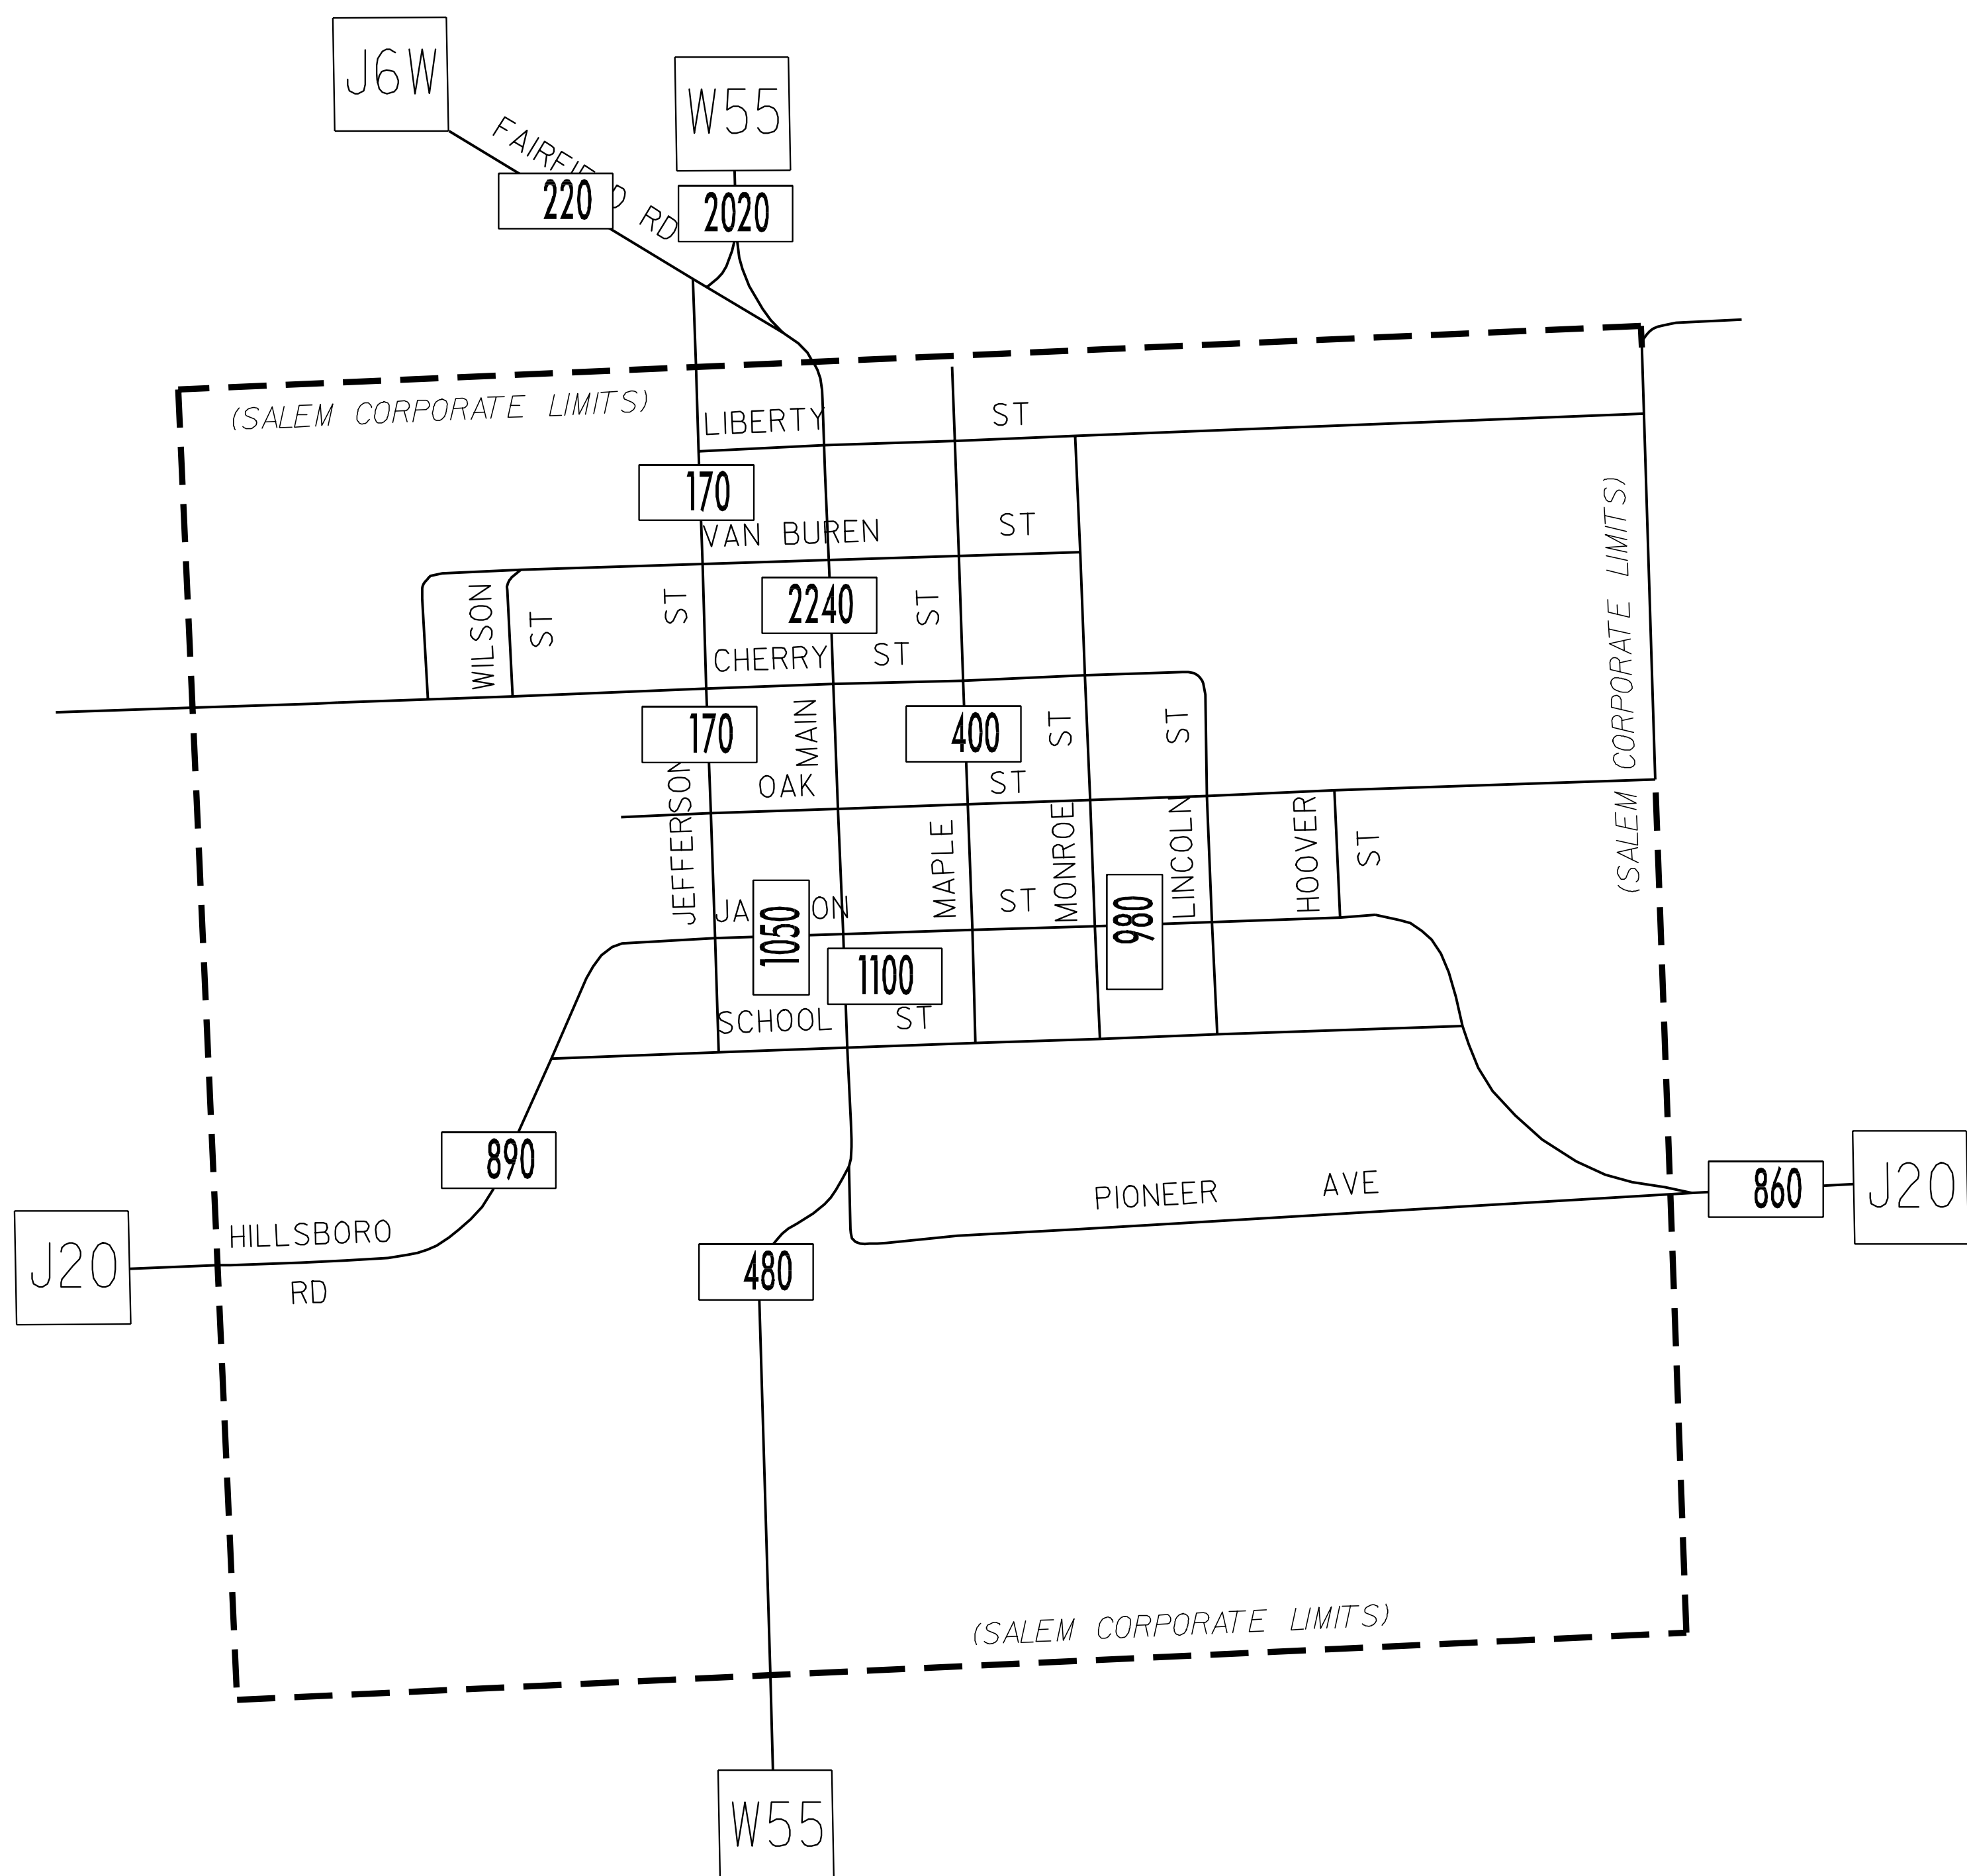 J6W
W55
FAIRFI D RD
220
2020
(SALEM CORPORATE LIMITS)
LIBERTY ST
170
VAN BUREN ST
WILSON ST
ST
2240
ST
CHERRY ST
(SALEM CORPORATE LIMITS)
170
MAIN
400
ST
ST
OAK ST
JEFFERSON
MAPLE
MONROE
LINCOLN
HOOVER ST
JA ON ST
1050
980
1100
SCHOOL ST
890
860
J20
PIONEER AVE
HILLSBORO
RD
J20
480
(SALEM CORPORATE LIMITS)
W55